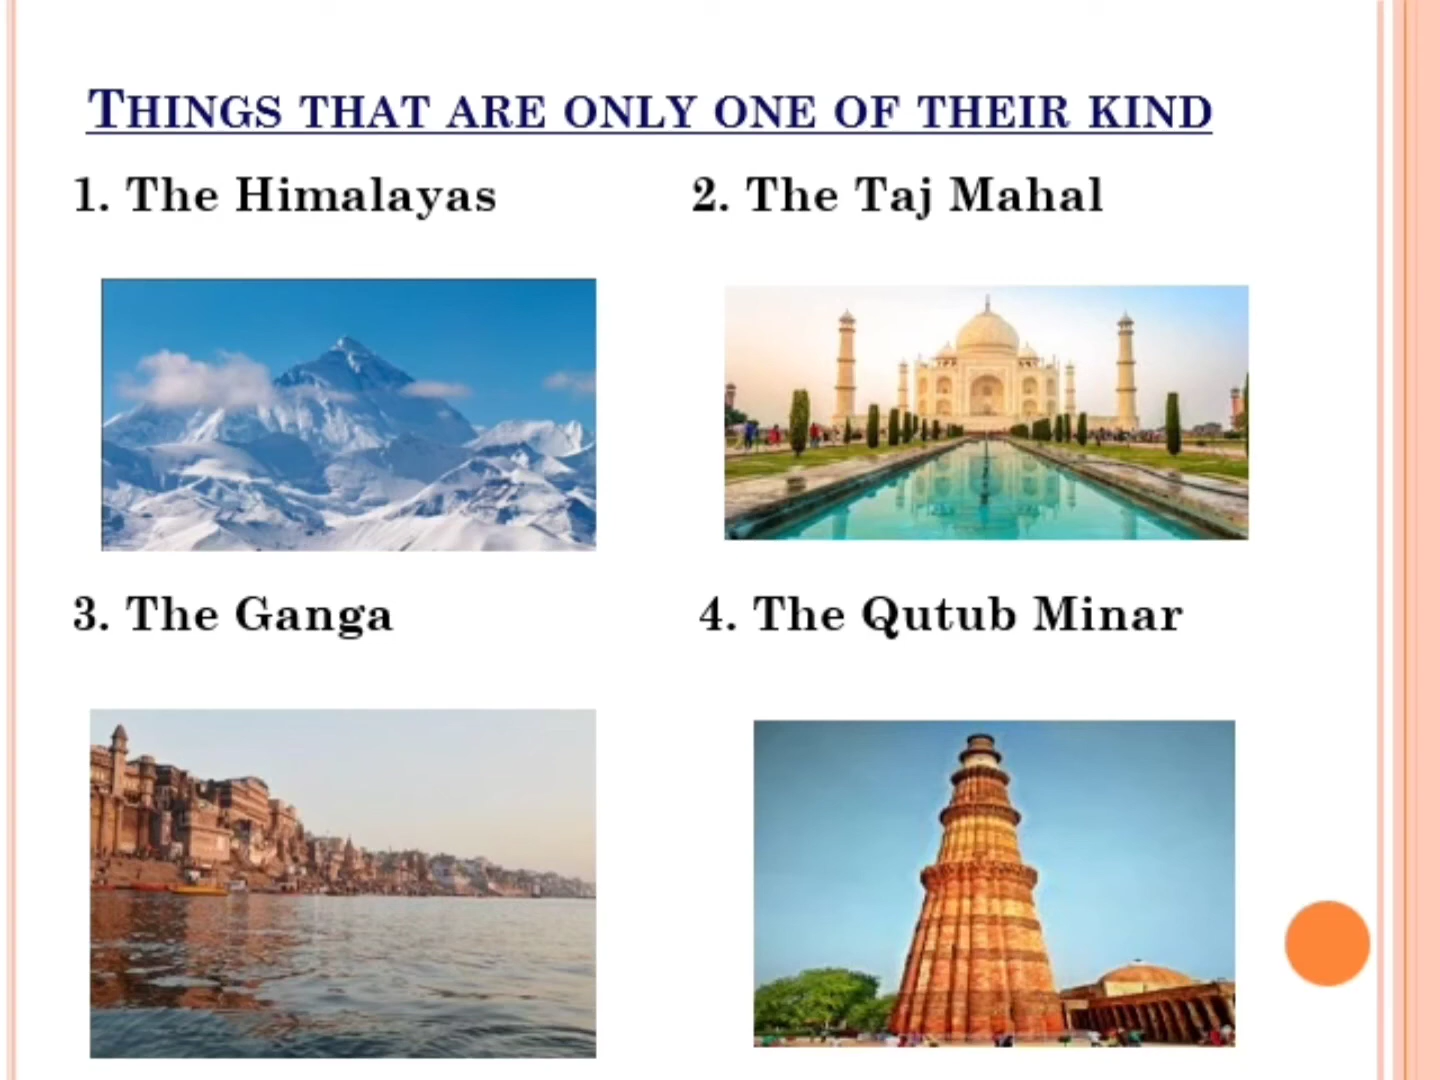 THINGS THAT ARE ONLY ONE OF THEIR KIND
1. The Himalayas
2. The Taj Mahal
3. The Ganga
4. The Qutub Minar